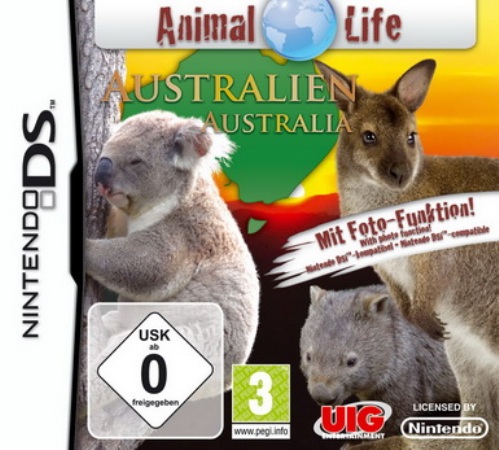 Animal Life
AUSTRALIEN
AUSTRALIA
NINTENDO DS™
Mit Foto-Funktion!
With photo function!
Nintendo DSi™-kompatibel • Nintendo DSi™-compatible
USK
ab
0
freigegeben
3
www.pegi.info
UIG
ENTERTAINMENT
LICENSED BY
Nintendo